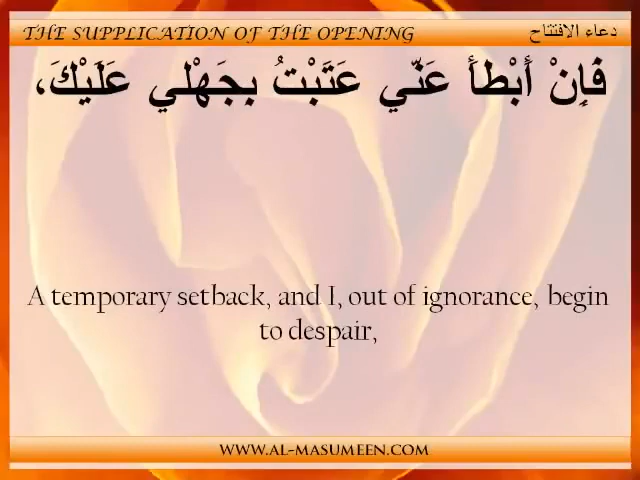 THE SUPPLICATION OF THE OPENING دعاء الافتتاح
فَإِنْ أَبْطأَ عَنّي عَتَبْتُ بِجَهْلي عَلَيْكَ،
A temporary setback, and I, out of ignorance, begin
to despair,
WWW.AL-MASUMEEN.COM